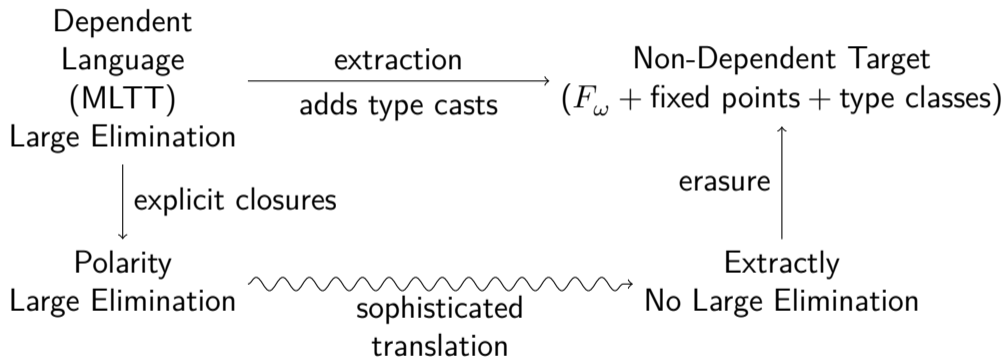 Dependent
Language
(MLTT)
Large Elimination
extraction
adds type casts
Non-Dependent Target
(Fω + fixed points + type classes)
explicit closures
erasure
Polarity
Large Elimination
sophisticated
translation
Extractly
No Large Elimination